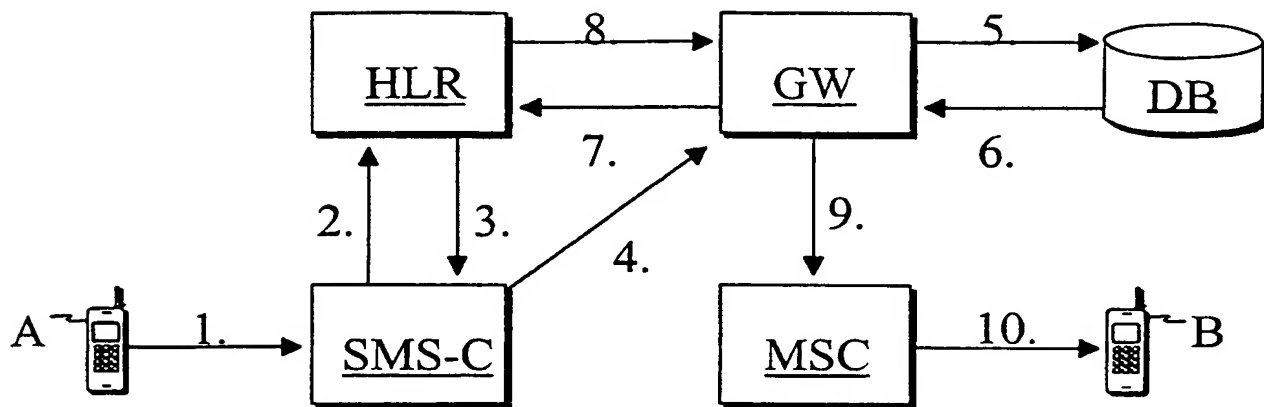 8.
5.
HLR
GW
DB
7.
6.
2.
3.
4.
9.
A
1.
SMS-C
MSC
10.
B